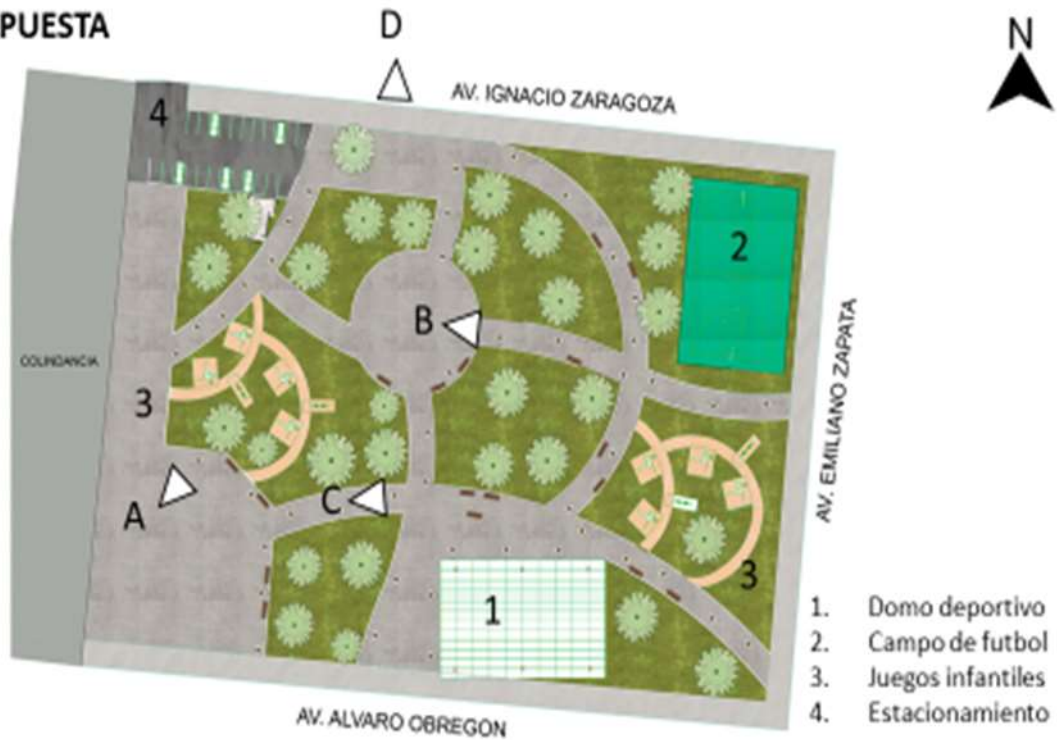 PUESTA
D
N
AV. IGNACIO ZARAGOZA
4
2
B
COLINDANCIA
3
AV. EMILIANO ZAPATA
A
C
3
1
1. Domo deportivo
2. Campo de futbol
3. Juegos infantiles
4. Estacionamiento
AV. ALVARO OBREGON